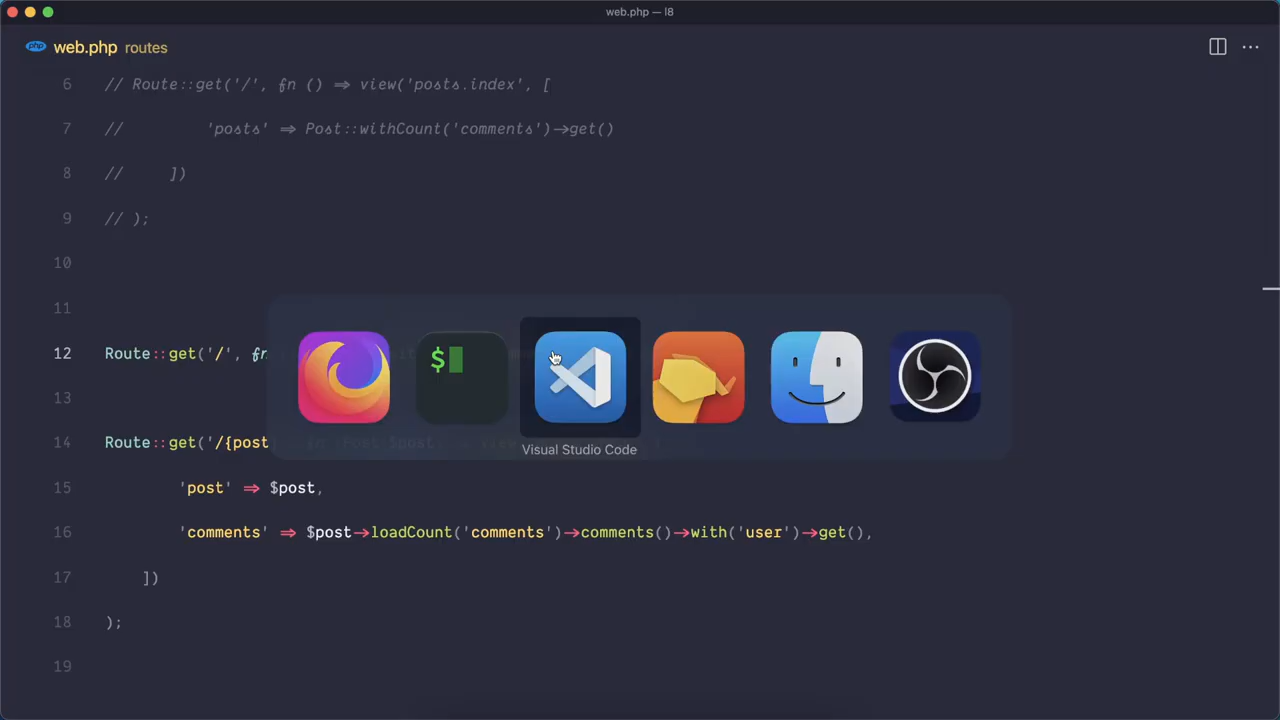 web.php — l8
php web.php routes
6 // Route::get('/', fn () => view('posts.index', [
7 // 'posts' => Post::withCount('comments')->get()
8 // ])
9 // );
10
11
12 Route::get('/', fn
13
14 Route::get('/{post}
15 'post' => $post,
16 'comments' => $post->loadCount('comments')->comments()->with('user')->get(),
17 ])
18 );
19
$
Visual Studio Code